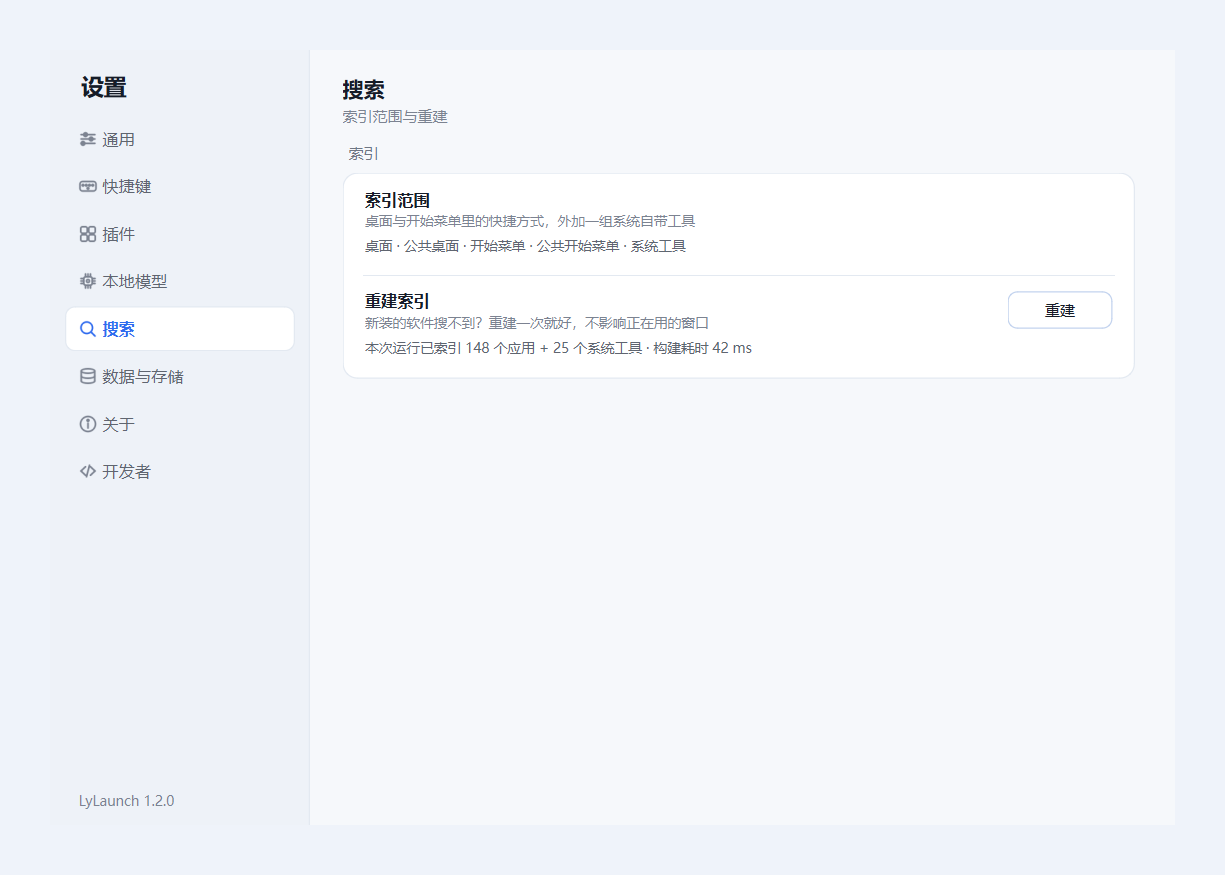 设置
通用
快捷键
插件
本地模型
搜索
数据与存储
关于
开发者
LyLaunch 1.2.0
搜索
索引范围与重建
索引
索引范围
桌面与开始菜单里的快捷方式，外加一组系统自带工具
桌面 · 公共桌面 · 开始菜单 · 公共开始菜单 · 系统工具
重建索引
新装的软件搜不到？重建一次就好，不影响正在用的窗口
本次运行已索引 148 个应用 + 25 个系统工具 · 构建耗时 42 ms
重建